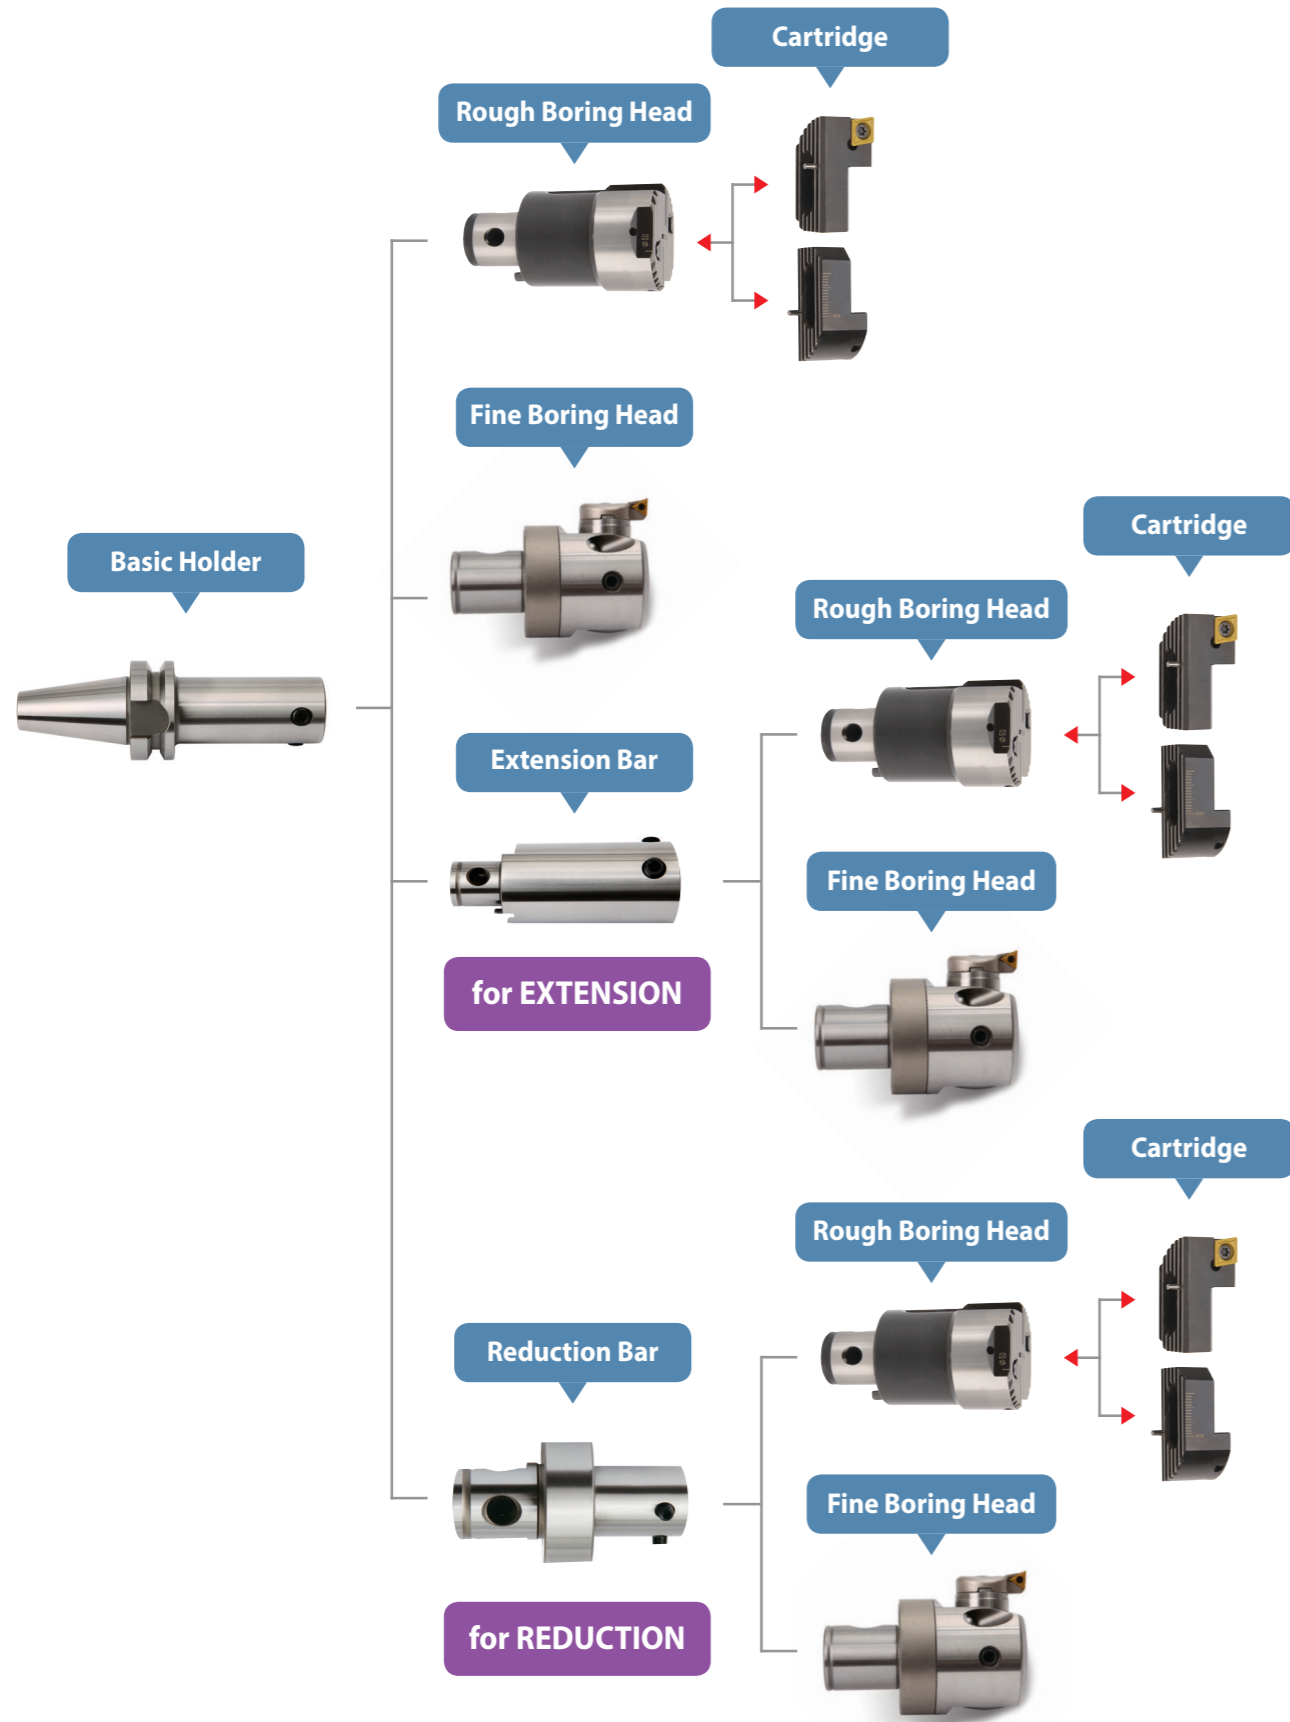 Cartridge
Rough Boring Head
Fine Boring Head
Cartridge
Basic Holder
Rough Boring Head
Extension Bar
Fine Boring Head
for EXTENSION
Cartridge
Rough Boring Head
Reduction Bar
Fine Boring Head
for REDUCTION